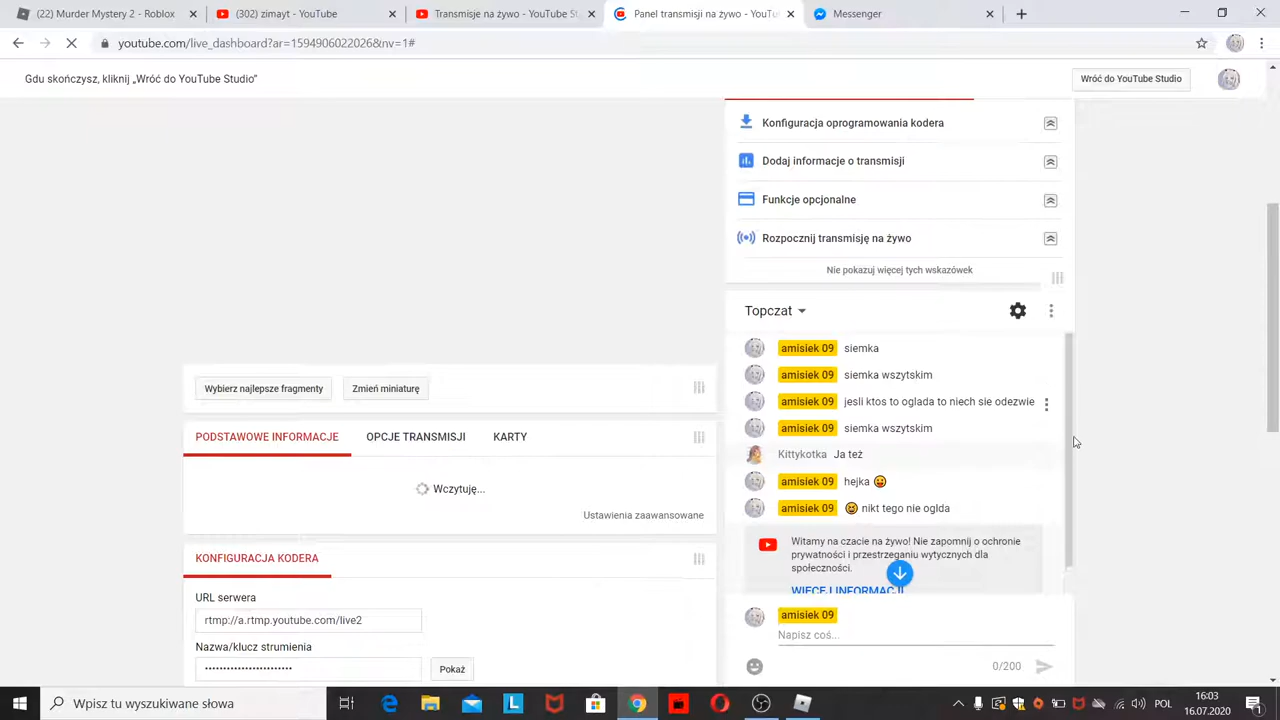 (22) Murder Mystery 2 - Roblox
(302) zimayt - YouTube
Transmisje na żywo - YouTube St
Panel transmisji na żywo - YouTu
Messenger
youtube.com/live_dashboard?ar=1594906022026&nv=1#
Gdu skończysz, kliknij „Wróć do YouTube Studio”
Wróć do YouTube Studio
Konfiguracja oprogramowania kodera
Dodaj informacje o transmisji
Funkcje opcjonalne
Rozpocznij transmisję na żywo
Nie pokazuj więcej tych wskazówek
Topczat
amisiek 09 siemka
amisiek 09 siemka wszytskim
amisiek 09 jesli ktos to oglada to niech sie odezwie
amisiek 09 siemka wszytskim
Kittykotka Ja też
amisiek 09 hejka
amisiek 09 nikt tego nie oglda
Witamy na czacie na żywo! Nie zapomnij o ochronie
prywatności i przestrzeganiu wytycznych dla
społeczności.
WIĘCEJ INFORMACJI
amisiek 09
Napisz coś...
0/200
Wybierz najlepsze fragmenty
Zmień miniaturę
PODSTAWOWE INFORMACJE
OPCJE TRANSMISJI
KARTY
Wczytuję...
Ustawienia zaawansowane
KONFIGURACJA KODERA
URL serwera
rtmp://a.rtmp.youtube.com/live2
Nazwa/klucz strumienia
Pokaż
Wpisz tu wyszukiwane słowa
POL
16:03
16.07.2020